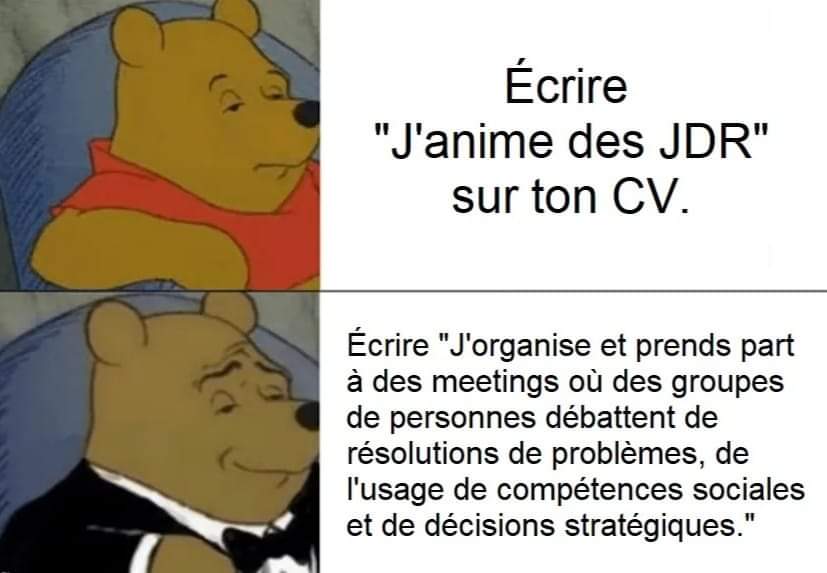 Écrire
"J'anime des JDR"
sur ton CV.
Écrire "J'organise et prends part
à des meetings où des groupes
de personnes débattent de
résolutions de problèmes, de
l'usage de compétences sociales
et de décisions stratégiques."